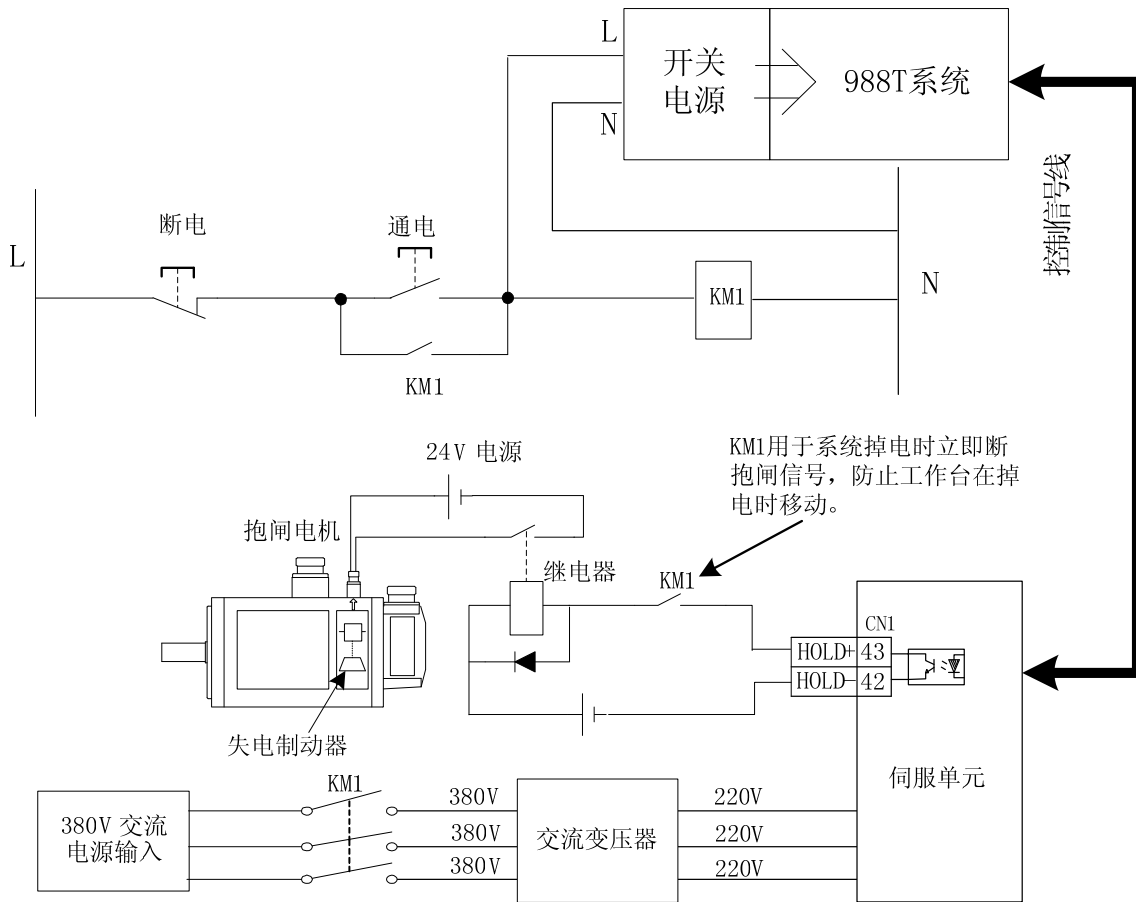 L
开关
电源
988T系统
N
控制信号线
断电
通电
L
KM1
N
KM1
24V 电源
KM1用于系统掉电时立即断
抱闸信号，防止工作台在掉
电时移动。
抱闸电机
继电器
KM1
CN1
HOLD+ 43
HOLD- 42
失电制动器
伺服单元
KM1
380V 交流
电源输入
380V
380V
380V
交流变压器
220V
220V
220V